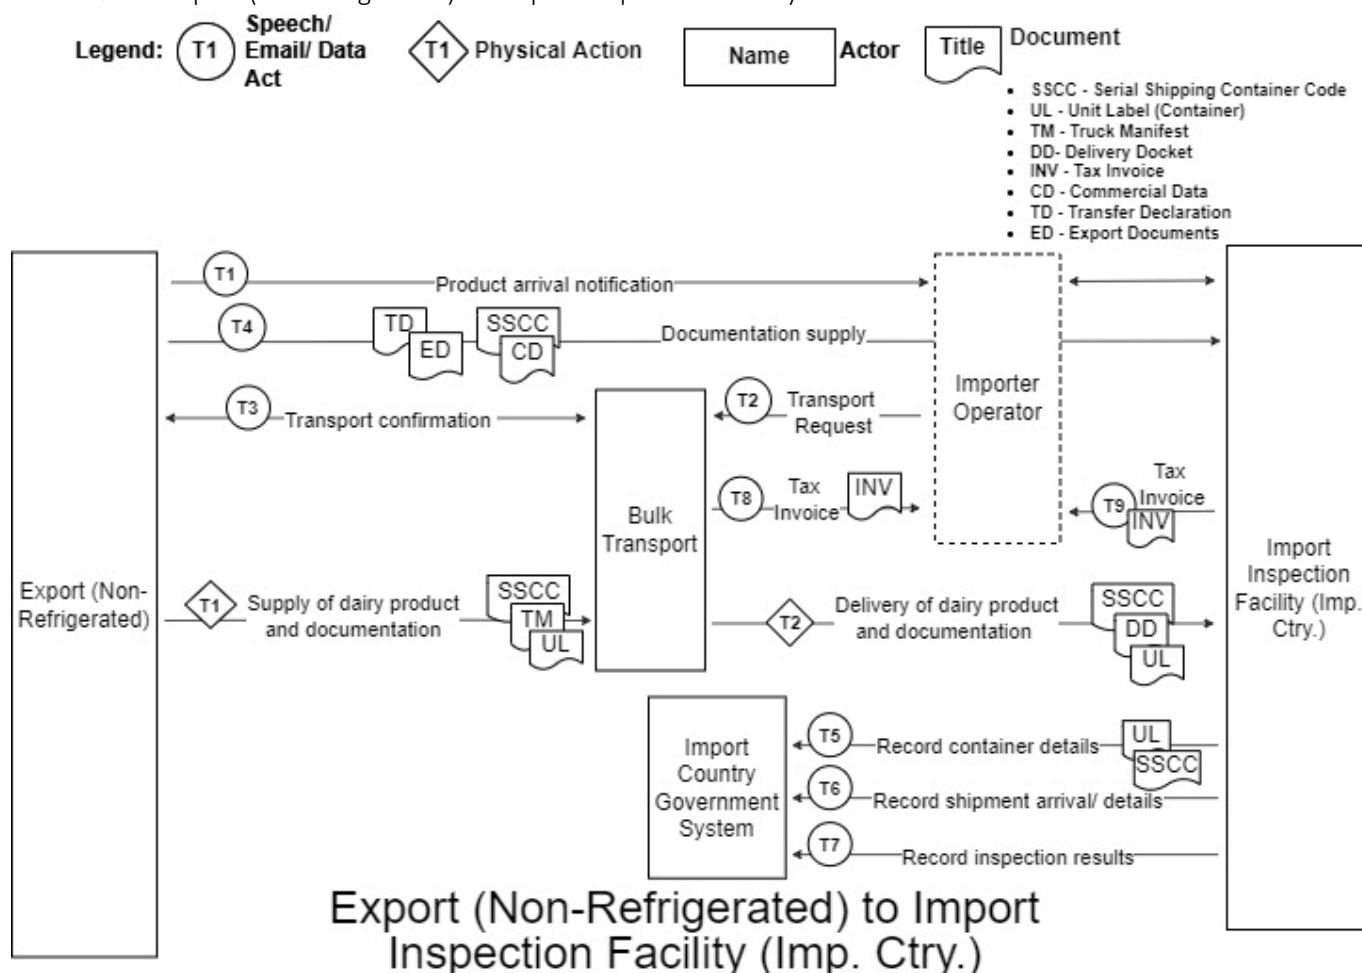 Legend:
T1
Speech/
Email/ Data
Act
T1
Physical Action
Name
Actor
Title
Document
• SSCC - Serial Shipping Container Code
• UL - Unit Label (Container)
• TM - Truck Manifest
• DD- Delivery Docket
• INV - Tax Invoice
• CD - Commercial Data
• TD - Transfer Declaration
• ED - Export Documents
T1
Product arrival notification
T4
TD
ED
SSCC
CD
Documentation supply
Importer
Operator
T3
Transport confirmation
T2
Transport
Request
T8
Tax
Invoice
INV
Tax
Invoice
T9
INV
Bulk
Transport
Export (Non-
Refrigerated)
Import
Inspection
Facility (Imp.
Ctry.)
T1
Supply of dairy product
and documentation
SSCC
TM
UL
T2
Delivery of dairy product
and documentation
SSCC
DD
UL
Import
Country
Government
System
T5
Record container details
UL
SSCC
T6
Record shipment arrival/ details
T7
Record inspection results
Export (Non-Refrigerated) to Import
Inspection Facility (Imp. Ctry.)